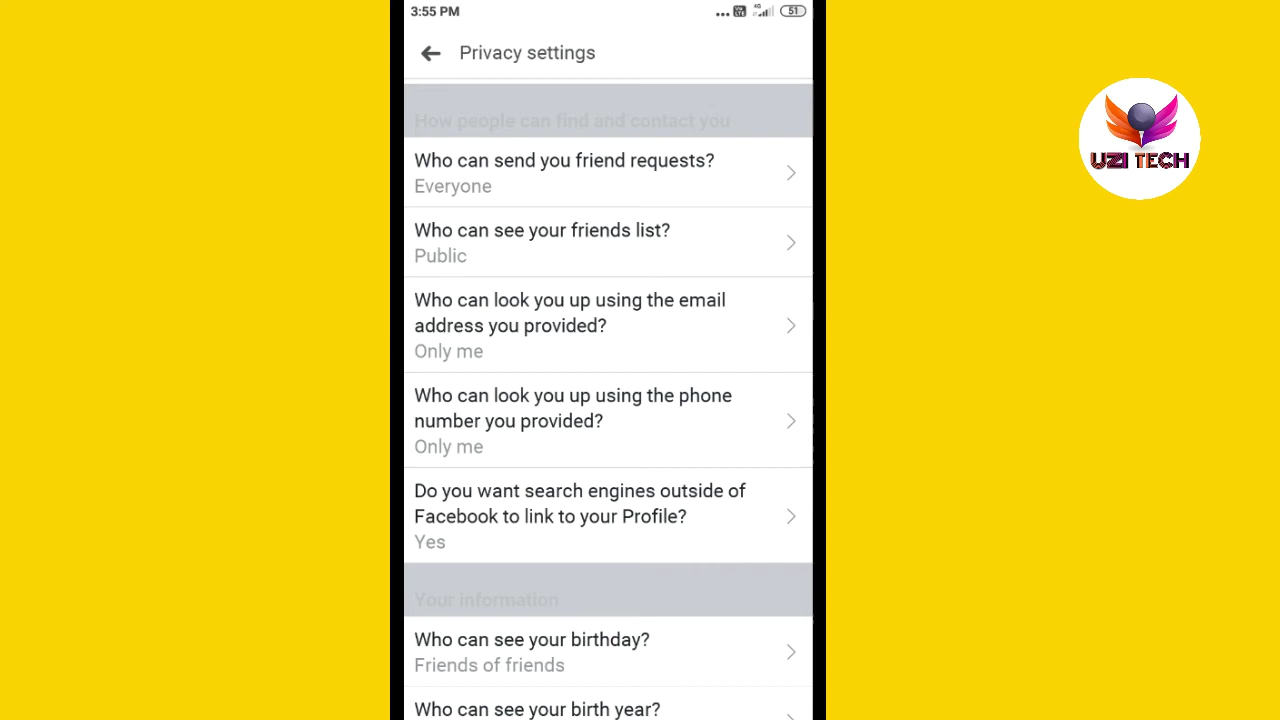 3:55 PM
4G
51
Privacy settings
How people can find and contact you
Who can send you friend requests?
Everyone
Who can see your friends list?
Public
Who can look you up using the email
address you provided?
Only me
Who can look you up using the phone
number you provided?
Only me
Do you want search engines outside of
Facebook to link to your Profile?
Yes
Your information
Who can see your birthday?
Friends of friends
Who can see your birth year?
UZI TECH